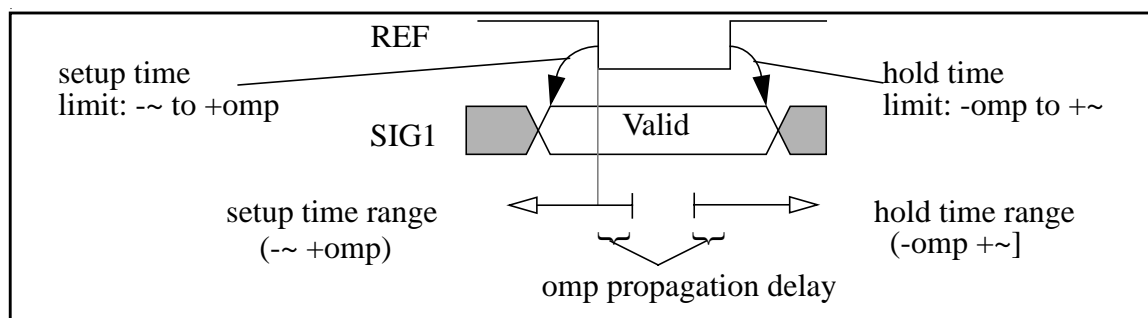 REF
setup time
limit: -~ to +omp
hold time
limit: -omp to +~
SIG1
Valid
setup time range
(-~ +omp)
hold time range
(-omp +~]
omp propagation delay